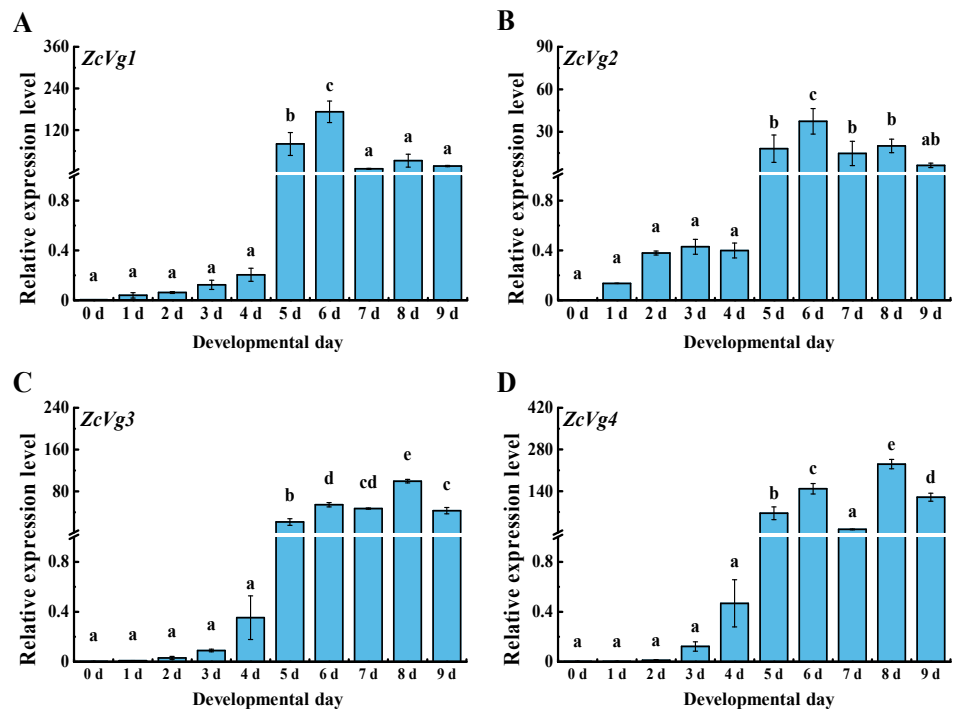 A
ZcVg1
Relative expression level
360
240
120
0.8
0.4
0
a a a a a b c a a a
0 d 1 d 2 d 3 d 4 d 5 d 6 d 7 d 8 d 9 d
Developmental day
B
ZcVg2
Relative expression level
90
60
30
0.8
0.4
0
a a a a a b c b b ab
0 d 1 d 2 d 3 d 4 d 5 d 6 d 7 d 8 d 9 d
Developmental day
C
ZcVg3
Relative expression level
240
160
80
0.8
0.4
0
a a a a a b d cd e c
0 d 1 d 2 d 3 d 4 d 5 d 6 d 7 d 8 d 9 d
Developmental day
D
ZcVg4
Relative expression level
420
280
140
0.8
0.4
0
a a a a a b c a e d
0 d 1 d 2 d 3 d 4 d 5 d 6 d 7 d 8 d 9 d
Developmental day